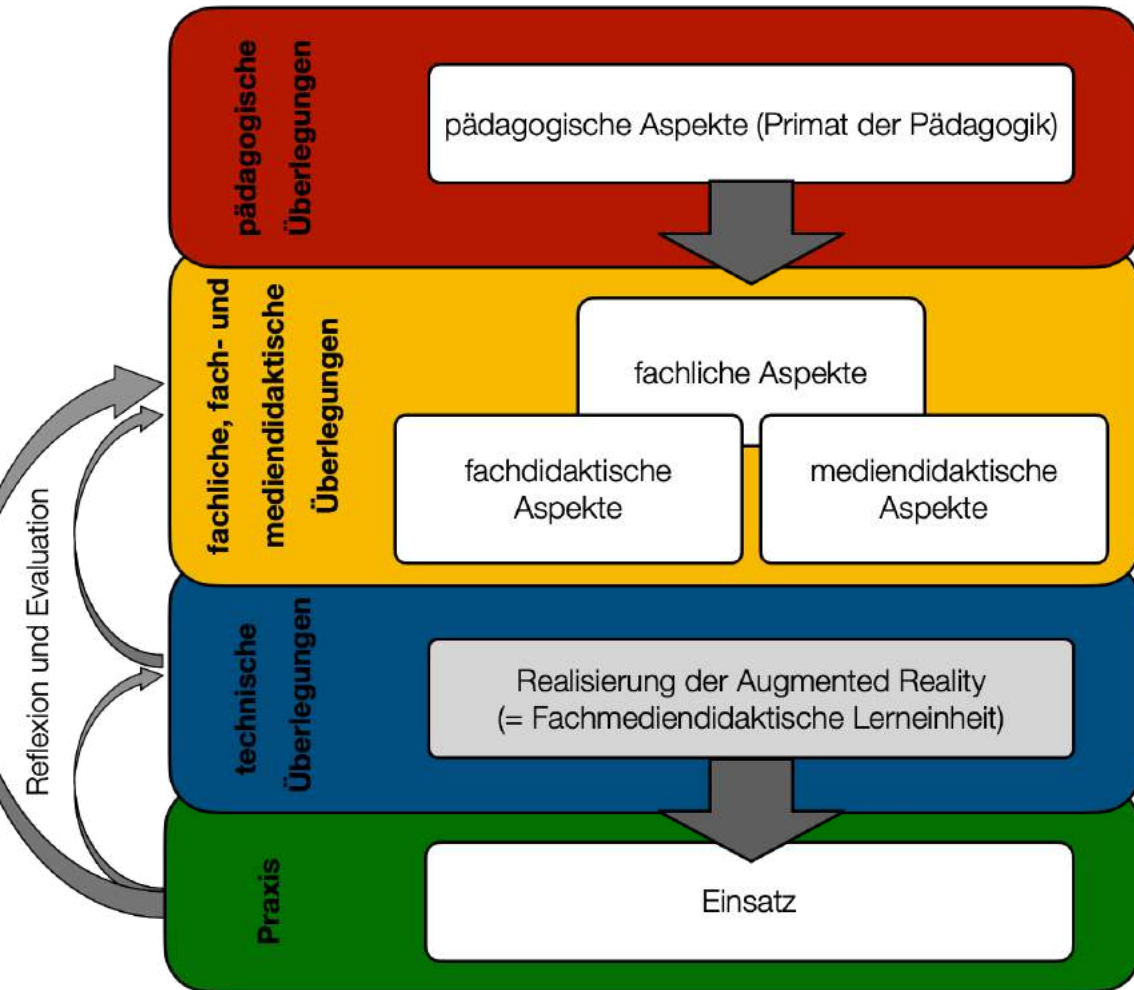 pädagogische
Überlegungen
pädagogische Aspekte (Primat der Pädagogik)
fachliche, fach- und
mediendidaktische
Überlegungen
fachliche Aspekte
fachdidaktische
Aspekte
mediendidaktische
Aspekte
Reflexion und Evaluation
technische
Überlegungen
Realisierung der Augmented Reality
(= Fachmediendidaktische Lerneinheit)
Praxis
Einsatz